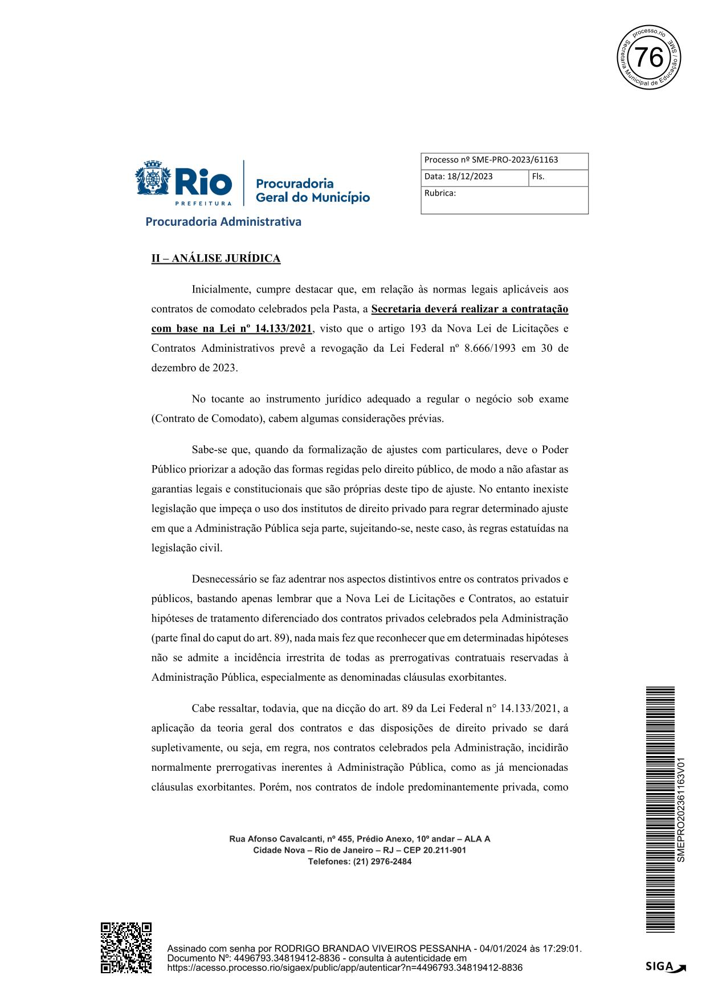 processo.rio
76
Secretaria Municipal de Educação / SME
Rio
PREFEITURA
Procuradoria
Geral do Município
Procuradoria Administrativa
Processo nº SME-PRO-2023/61163
Data: 18/12/2023
Fls.
Rubrica:
II – ANÁLISE JURÍDICA
Inicialmente, cumpre destacar que, em relação às normas legais aplicáveis aos
contratos de comodato celebrados pela Pasta, a Secretaria deverá realizar a contratação
com base na Lei nº 14.133/2021, visto que o artigo 193 da Nova Lei de Licitações e
Contratos Administrativos prevê a revogação da Lei Federal nº 8.666/1993 em 30 de
dezembro de 2023.
No tocante ao instrumento jurídico adequado a regular o negócio sob exame
(Contrato de Comodato), cabem algumas considerações prévias.
Sabe-se que, quando da formalização de ajustes com particulares, deve o Poder
Público priorizar a adoção das formas regidas pelo direito público, de modo a não afastar as
garantias legais e constitucionais que são próprias deste tipo de ajuste. No entanto inexiste
legislação que impeça o uso dos institutos de direito privado para regrar determinado ajuste
em que a Administração Pública seja parte, sujeitando-se, neste caso, às regras estatuídas na
legislação civil.
Desnecessário se faz adentrar nos aspectos distintivos entre os contratos privados e
públicos, bastando apenas lembrar que a Nova Lei de Licitações e Contratos, ao estatuir
hipóteses de tratamento diferenciado dos contratos privados celebrados pela Administração
(parte final do caput do art. 89), nada mais fez que reconhecer que em determinadas hipóteses
não se admite a incidência irrestrita de todas as prerrogativas contratuais reservadas à
Administração Pública, especialmente as denominadas cláusulas exorbitantes.
Cabe ressaltar, todavia, que na dicção do art. 89 da Lei Federal n° 14.133/2021, a
aplicação da teoria geral dos contratos e das disposições de direito privado se dará
supletivamente, ou seja, em regra, nos contratos celebrados pela Administração, incidirão
normalmente prerrogativas inerentes à Administração Pública, como as já mencionadas
cláusulas exorbitantes. Porém, nos contratos de índole predominantemente privada, como
Rua Afonso Cavalcanti, nº 455, Prédio Anexo, 10º andar – ALA A
Cidade Nova – Rio de Janeiro – RJ – CEP 20.211-901
Telefones: (21) 2976-2484
SMEPRO202361163V01
Assinado com senha por RODRIGO BRANDAO VIVEIROS PESSANHA - 04/01/2024 às 17:29:01.
Documento Nº: 4496793.34819412-8836 - consulta à autenticidade em
https://acesso.processo.rio/sigaex/public/app/autenticar?n=4496793.34819412-8836
SIGA